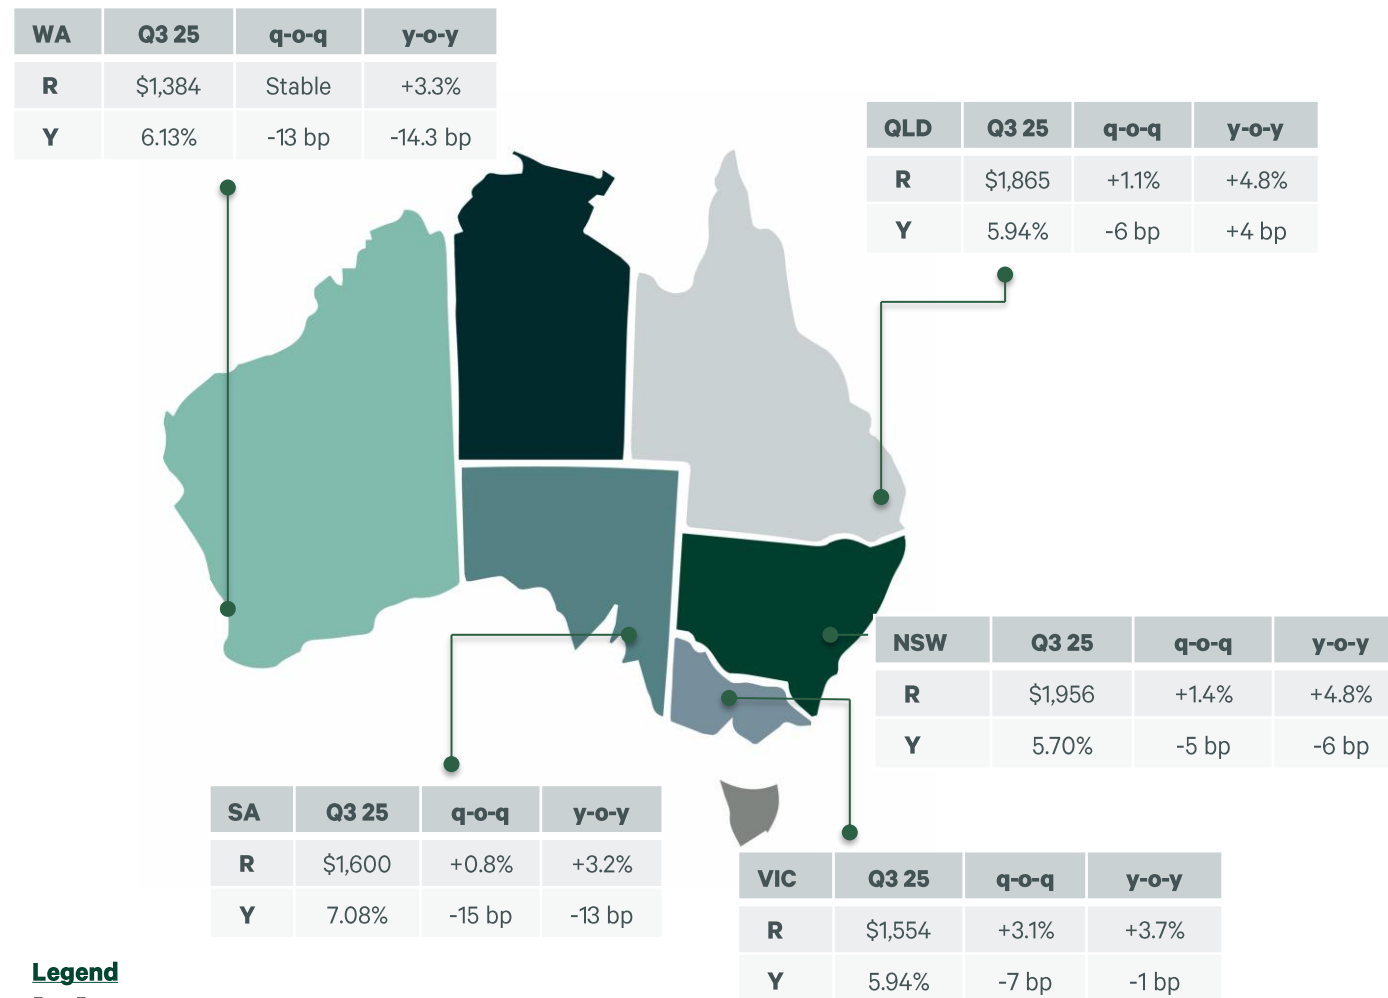 WA Q3 25 q-o-q y-o-y
R $1,384 Stable +3.3%
Y 6.13% -13 bp -14.3 bp
QLD Q3 25 q-o-q y-o-y
R $1,865 +1.1% +4.8%
Y 5.94% -6 bp +4 bp
NSW Q3 25 q-o-q y-o-y
R $1,956 +1.4% +4.8%
Y 5.70% -5 bp -6 bp
SA Q3 25 q-o-q y-o-y
R $1,600 +0.8% +3.2%
Y 7.08% -15 bp -13 bp
VIC Q3 25 q-o-q y-o-y
R $1,554 +3.1% +3.7%
Y 5.94% -7 bp -1 bp
Legend